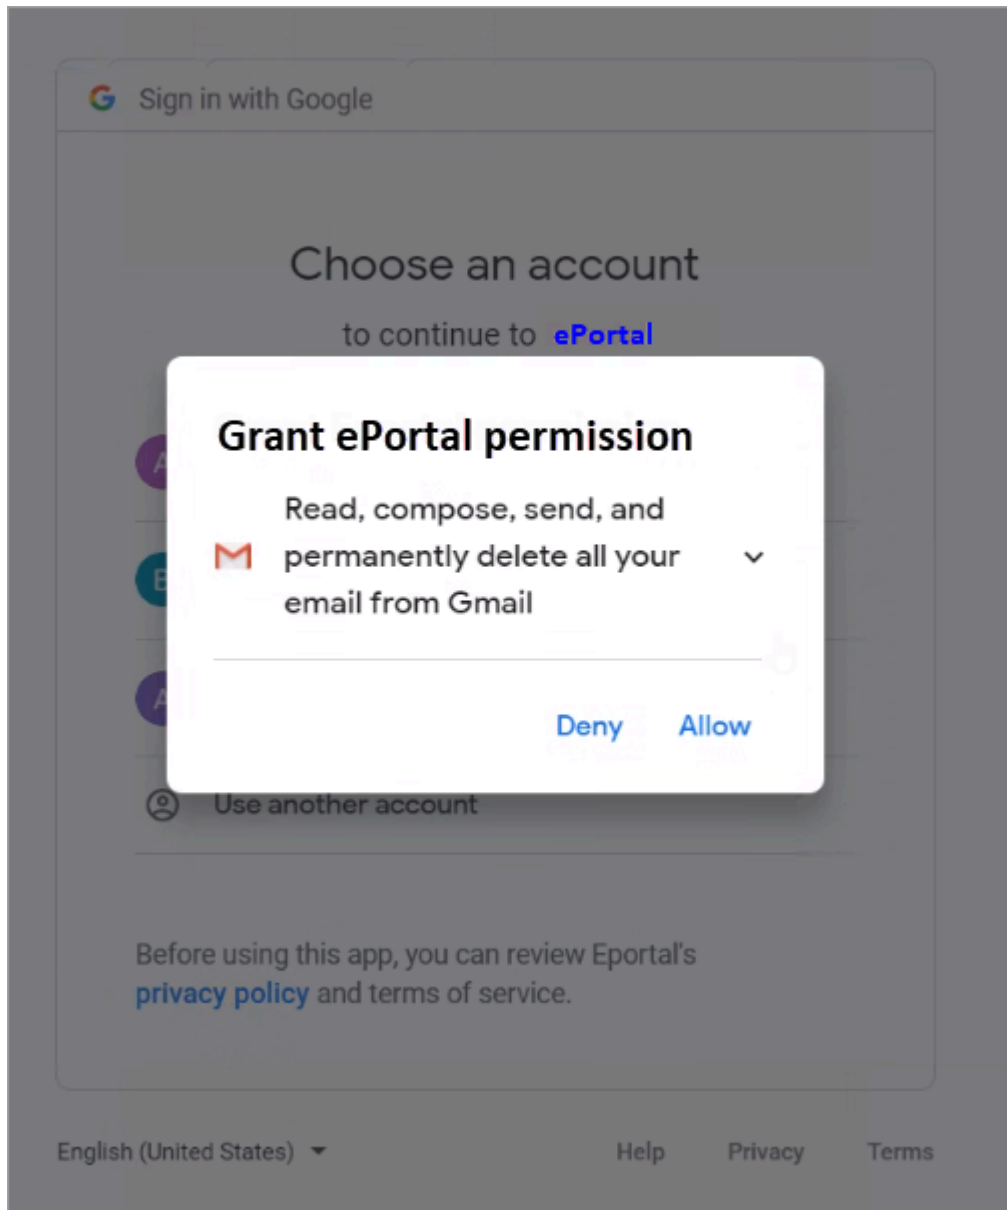 Sign in with Google
Choose an account
to continue to ePortal
Grant ePortal permission
Read, compose, send, and
permanently delete all your
email from Gmail
Deny Allow
A
B
A
Use another account
Before using this app, you can review Eportal's
privacy policy and terms of service.
English (United States) Help Privacy Terms